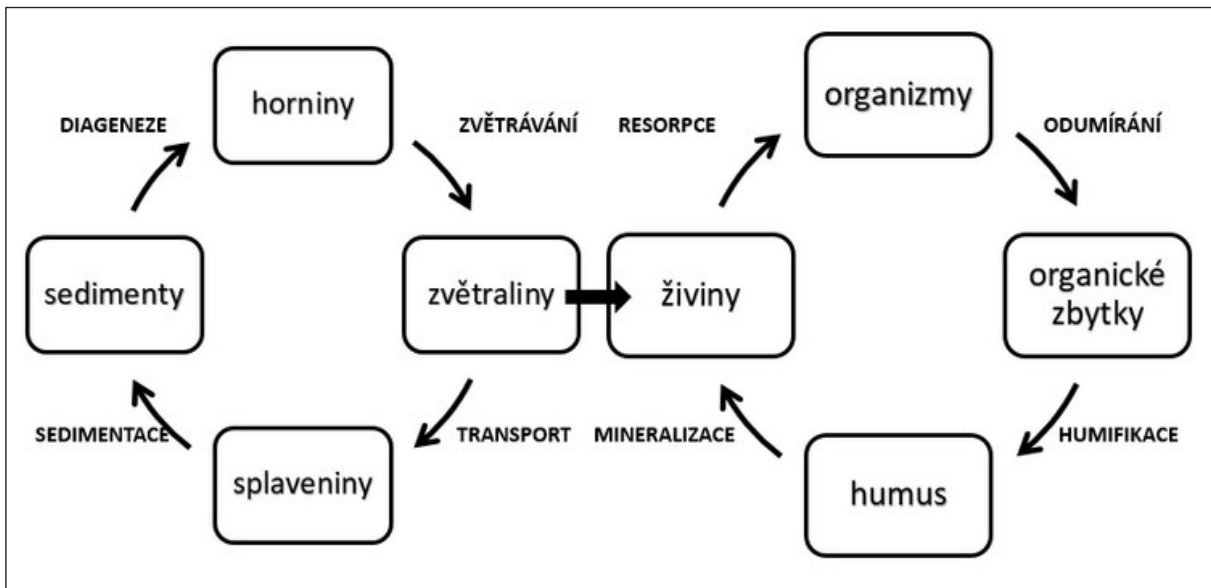 horniny
organizmy
DIAGENEZE
ZVĚTRÁVÁNÍ
RESORPCE
ODUMÍRÁNÍ
sedimenty
zvětraliny
živiny
organické
zbytky
SEDIMENTACE
TRANSPORT
MINERALIZACE
HUMIFIKACE
splaveniny
humus